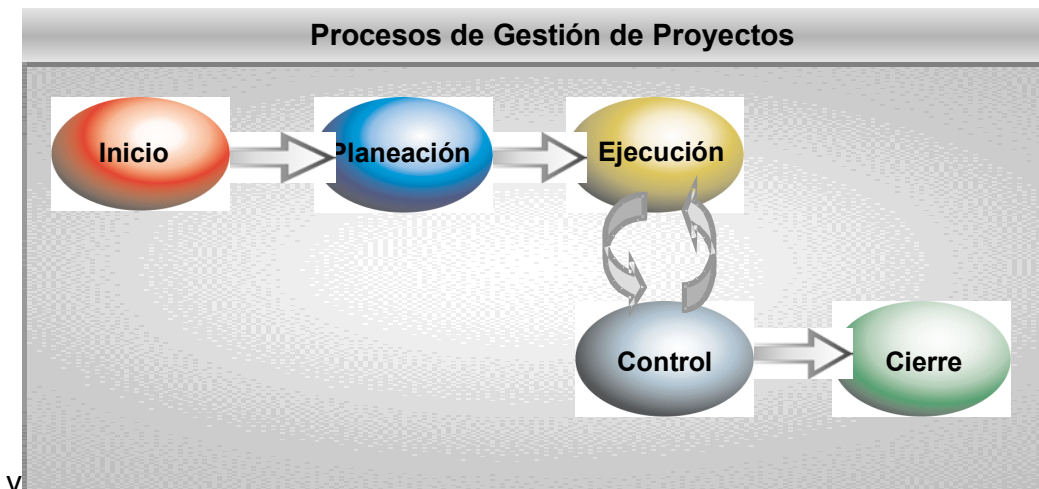 Procesos de Gestión de Proyectos
Inicio
Planeación
Ejecución
Control
Cierre
v